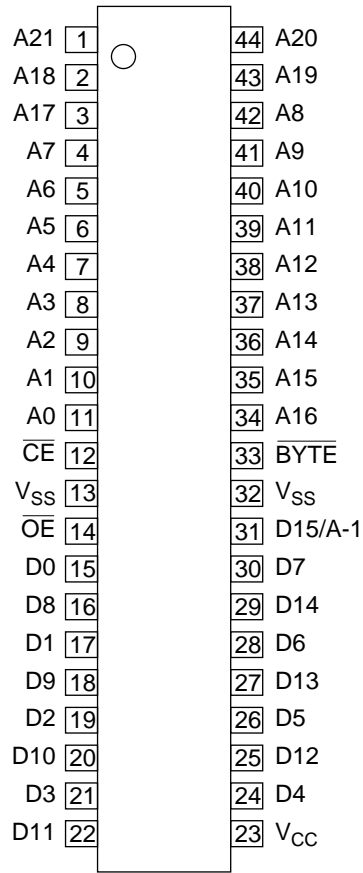 A21 1 44 A20
A18 2 43 A19
A17 3 42 A8
A7 4 41 A9
A6 5 40 A10
A5 6 39 A11
A4 7 38 A12
A3 8 37 A13
A2 9 36 A14
A1 10 35 A15
A0 11 34 A16
C̅E̅ 12 33 B̅Y̅T̅E̅
VSS 13 32 VSS
O̅E̅ 14 31 D15/A-1
D0 15 30 D7
D8 16 29 D14
D1 17 28 D6
D9 18 27 D13
D2 19 26 D5
D10 20 25 D12
D3 21 24 D4
D11 22 23 VCC